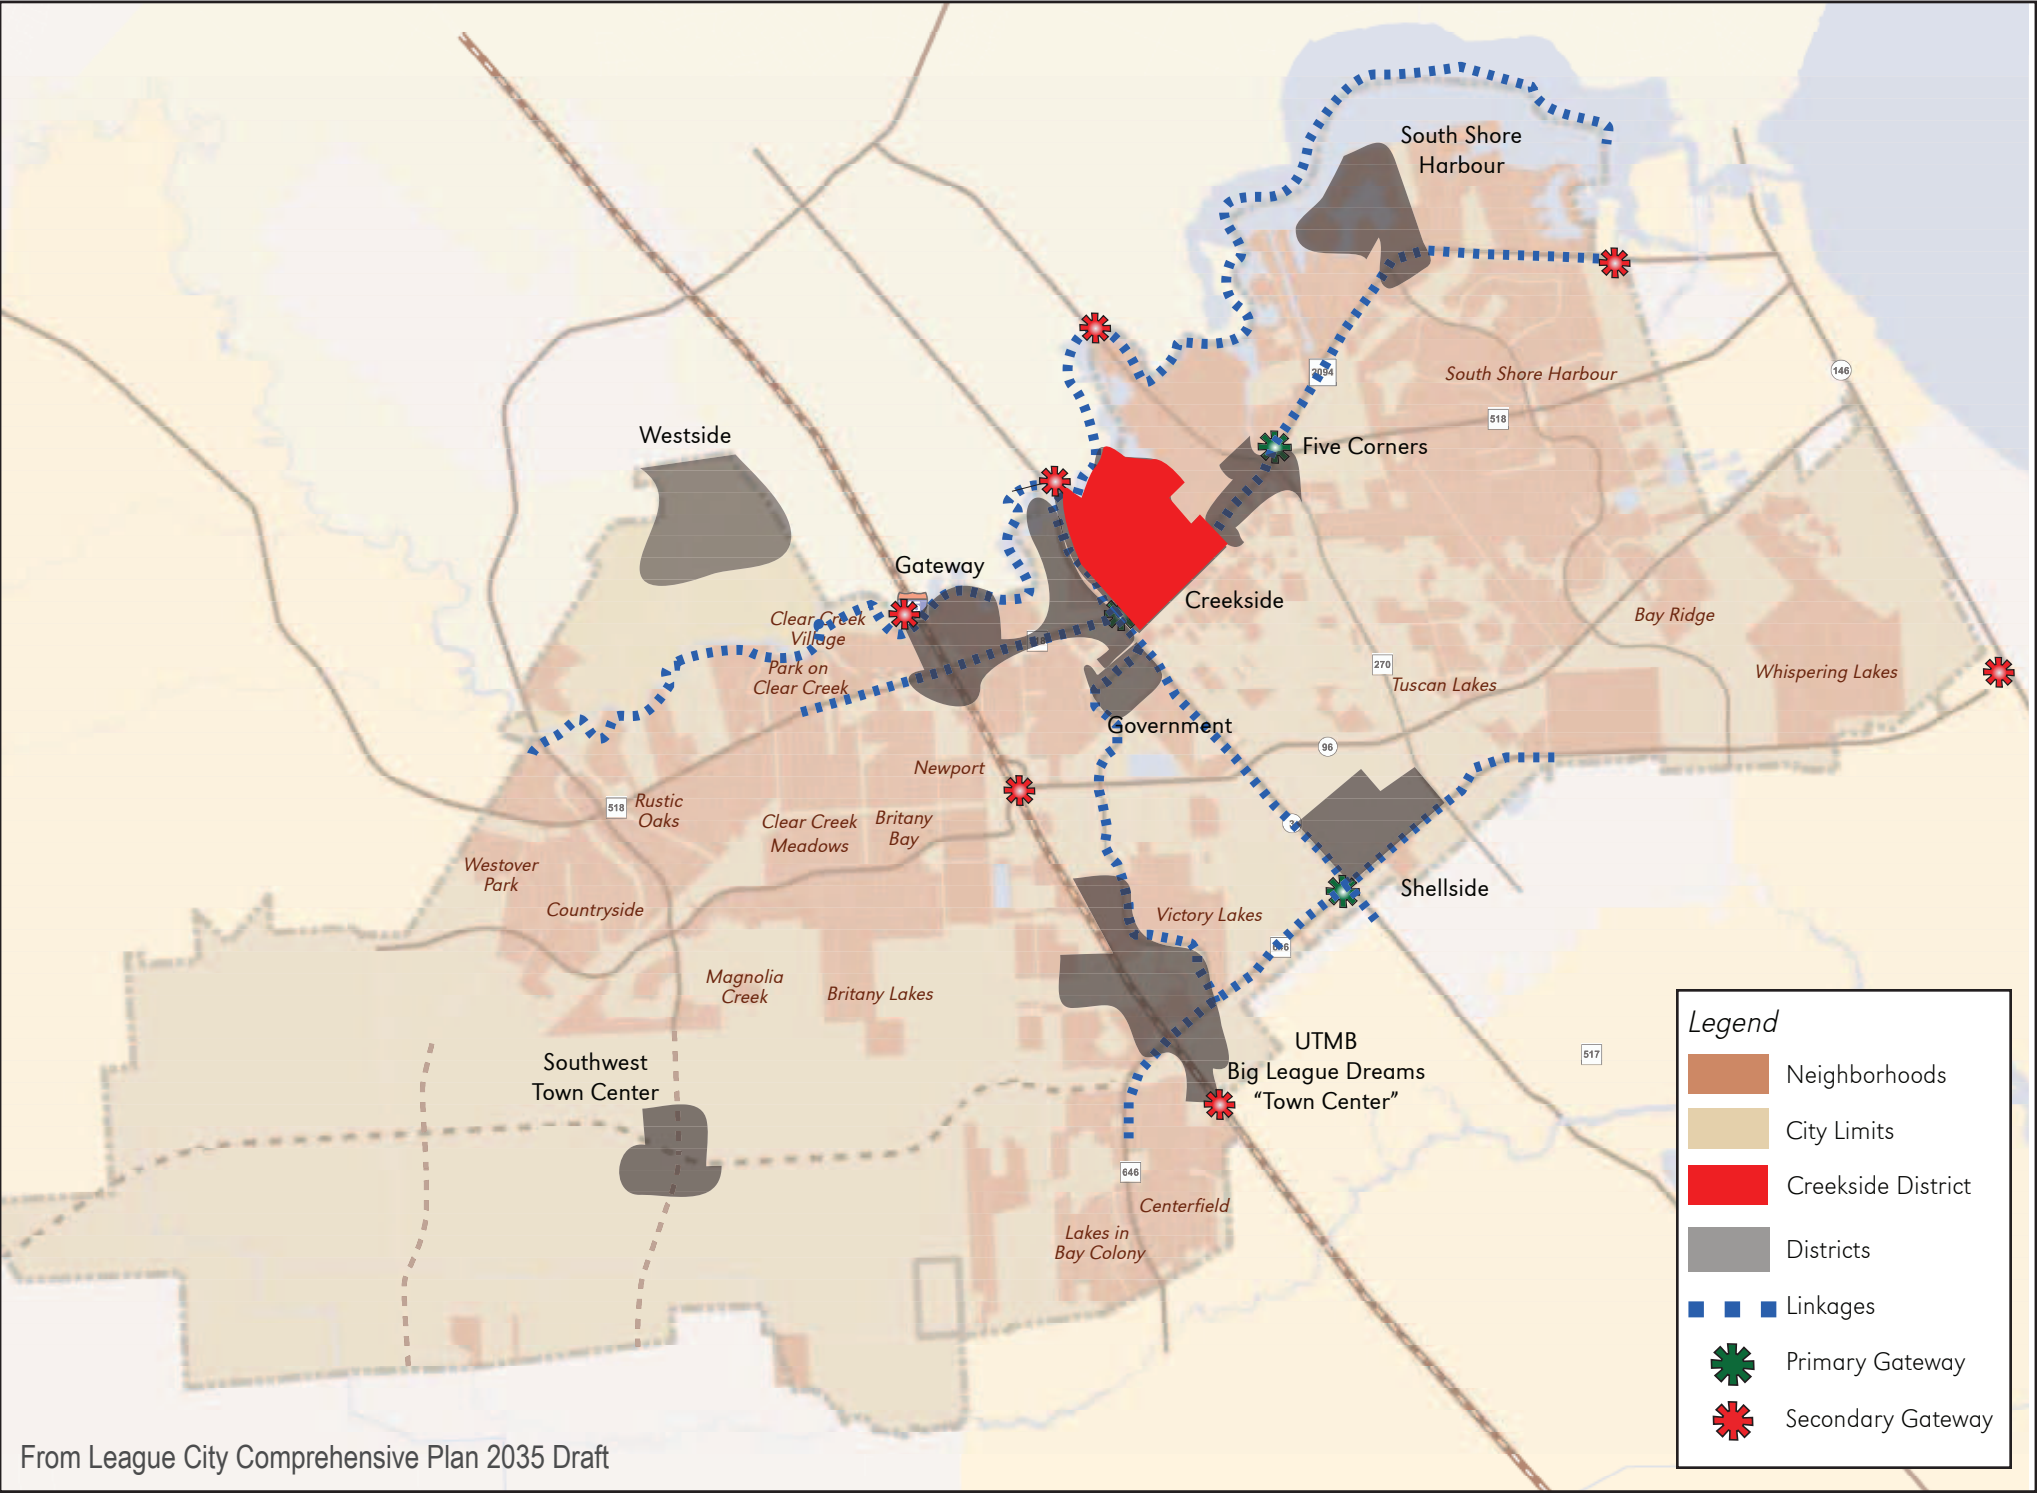 South Shore
Harbour
2094
South Shore Harbour
146
518
Westside
Five Corners
Gateway
Creekside
Clear Creek
Village
Bay Ridge
Park on
Clear Creek
270
Tuscan Lakes
Whispering Lakes
Government
96
Newport
518
Rustic
Oaks
Clear Creek
Meadows
Britany
Bay
3
Westover
Park
Countryside
Shellside
Victory Lakes
646
Magnolia
Creek
Britany Lakes
Southwest
Town Center
UTMB
Big League Dreams
“Town Center”
517
646
Centerfield
Lakes in
Bay Colony
Legend
Neighborhoods
City Limits
Creekside District
Districts
Linkages
Primary Gateway
Secondary Gateway
From League City Comprehensive Plan 2035 Draft